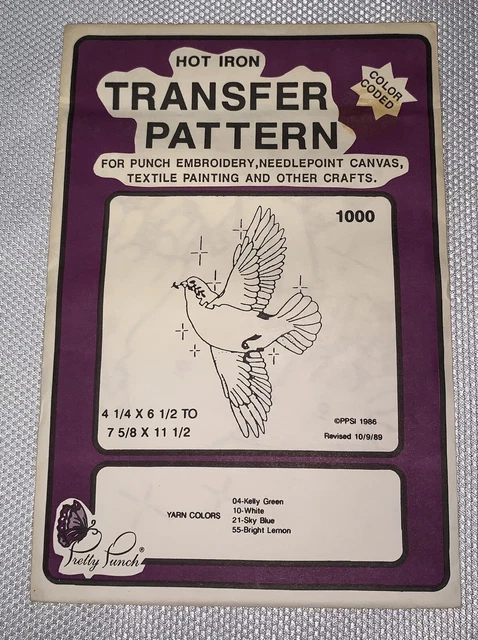 HOT IRON
TRANSFER
PATTERN
COLOR
CODED
FOR PUNCH EMBROIDERY,NEEDLEPOINT CANVAS,
TEXTILE PAINTING AND OTHER CRAFTS.
1000
4 1/4 X 6 1/2 TO
7 5/8 X 11 1/2
©PPSI 1986
Revised 10/9/89
YARN COLORS
04-Kelly Green
10-White
21-Sky Blue
55-Bright Lemon
Pretty Punch®